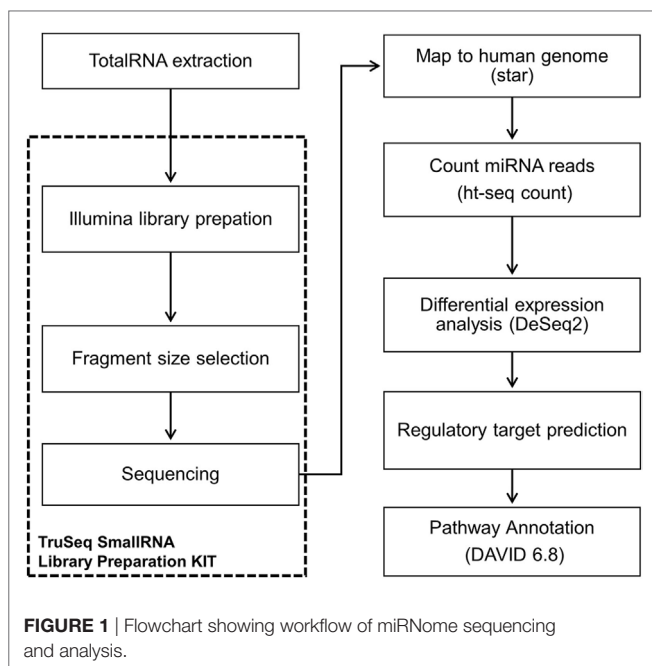 TotalRNA extraction
Illumina library prepation
Fragment size selection
Sequencing
TruSeq SmallRNA
Library Preparation KIT
Map to human genome
(star)
Count miRNA reads
(ht-seq count)
Differential expression
analysis (DeSeq2)
Regulatory target prediction
Pathway Annotation
(DAVID 6.8)
FIGURE 1 | Flowchart showing workflow of miRNome sequencing
and analysis.